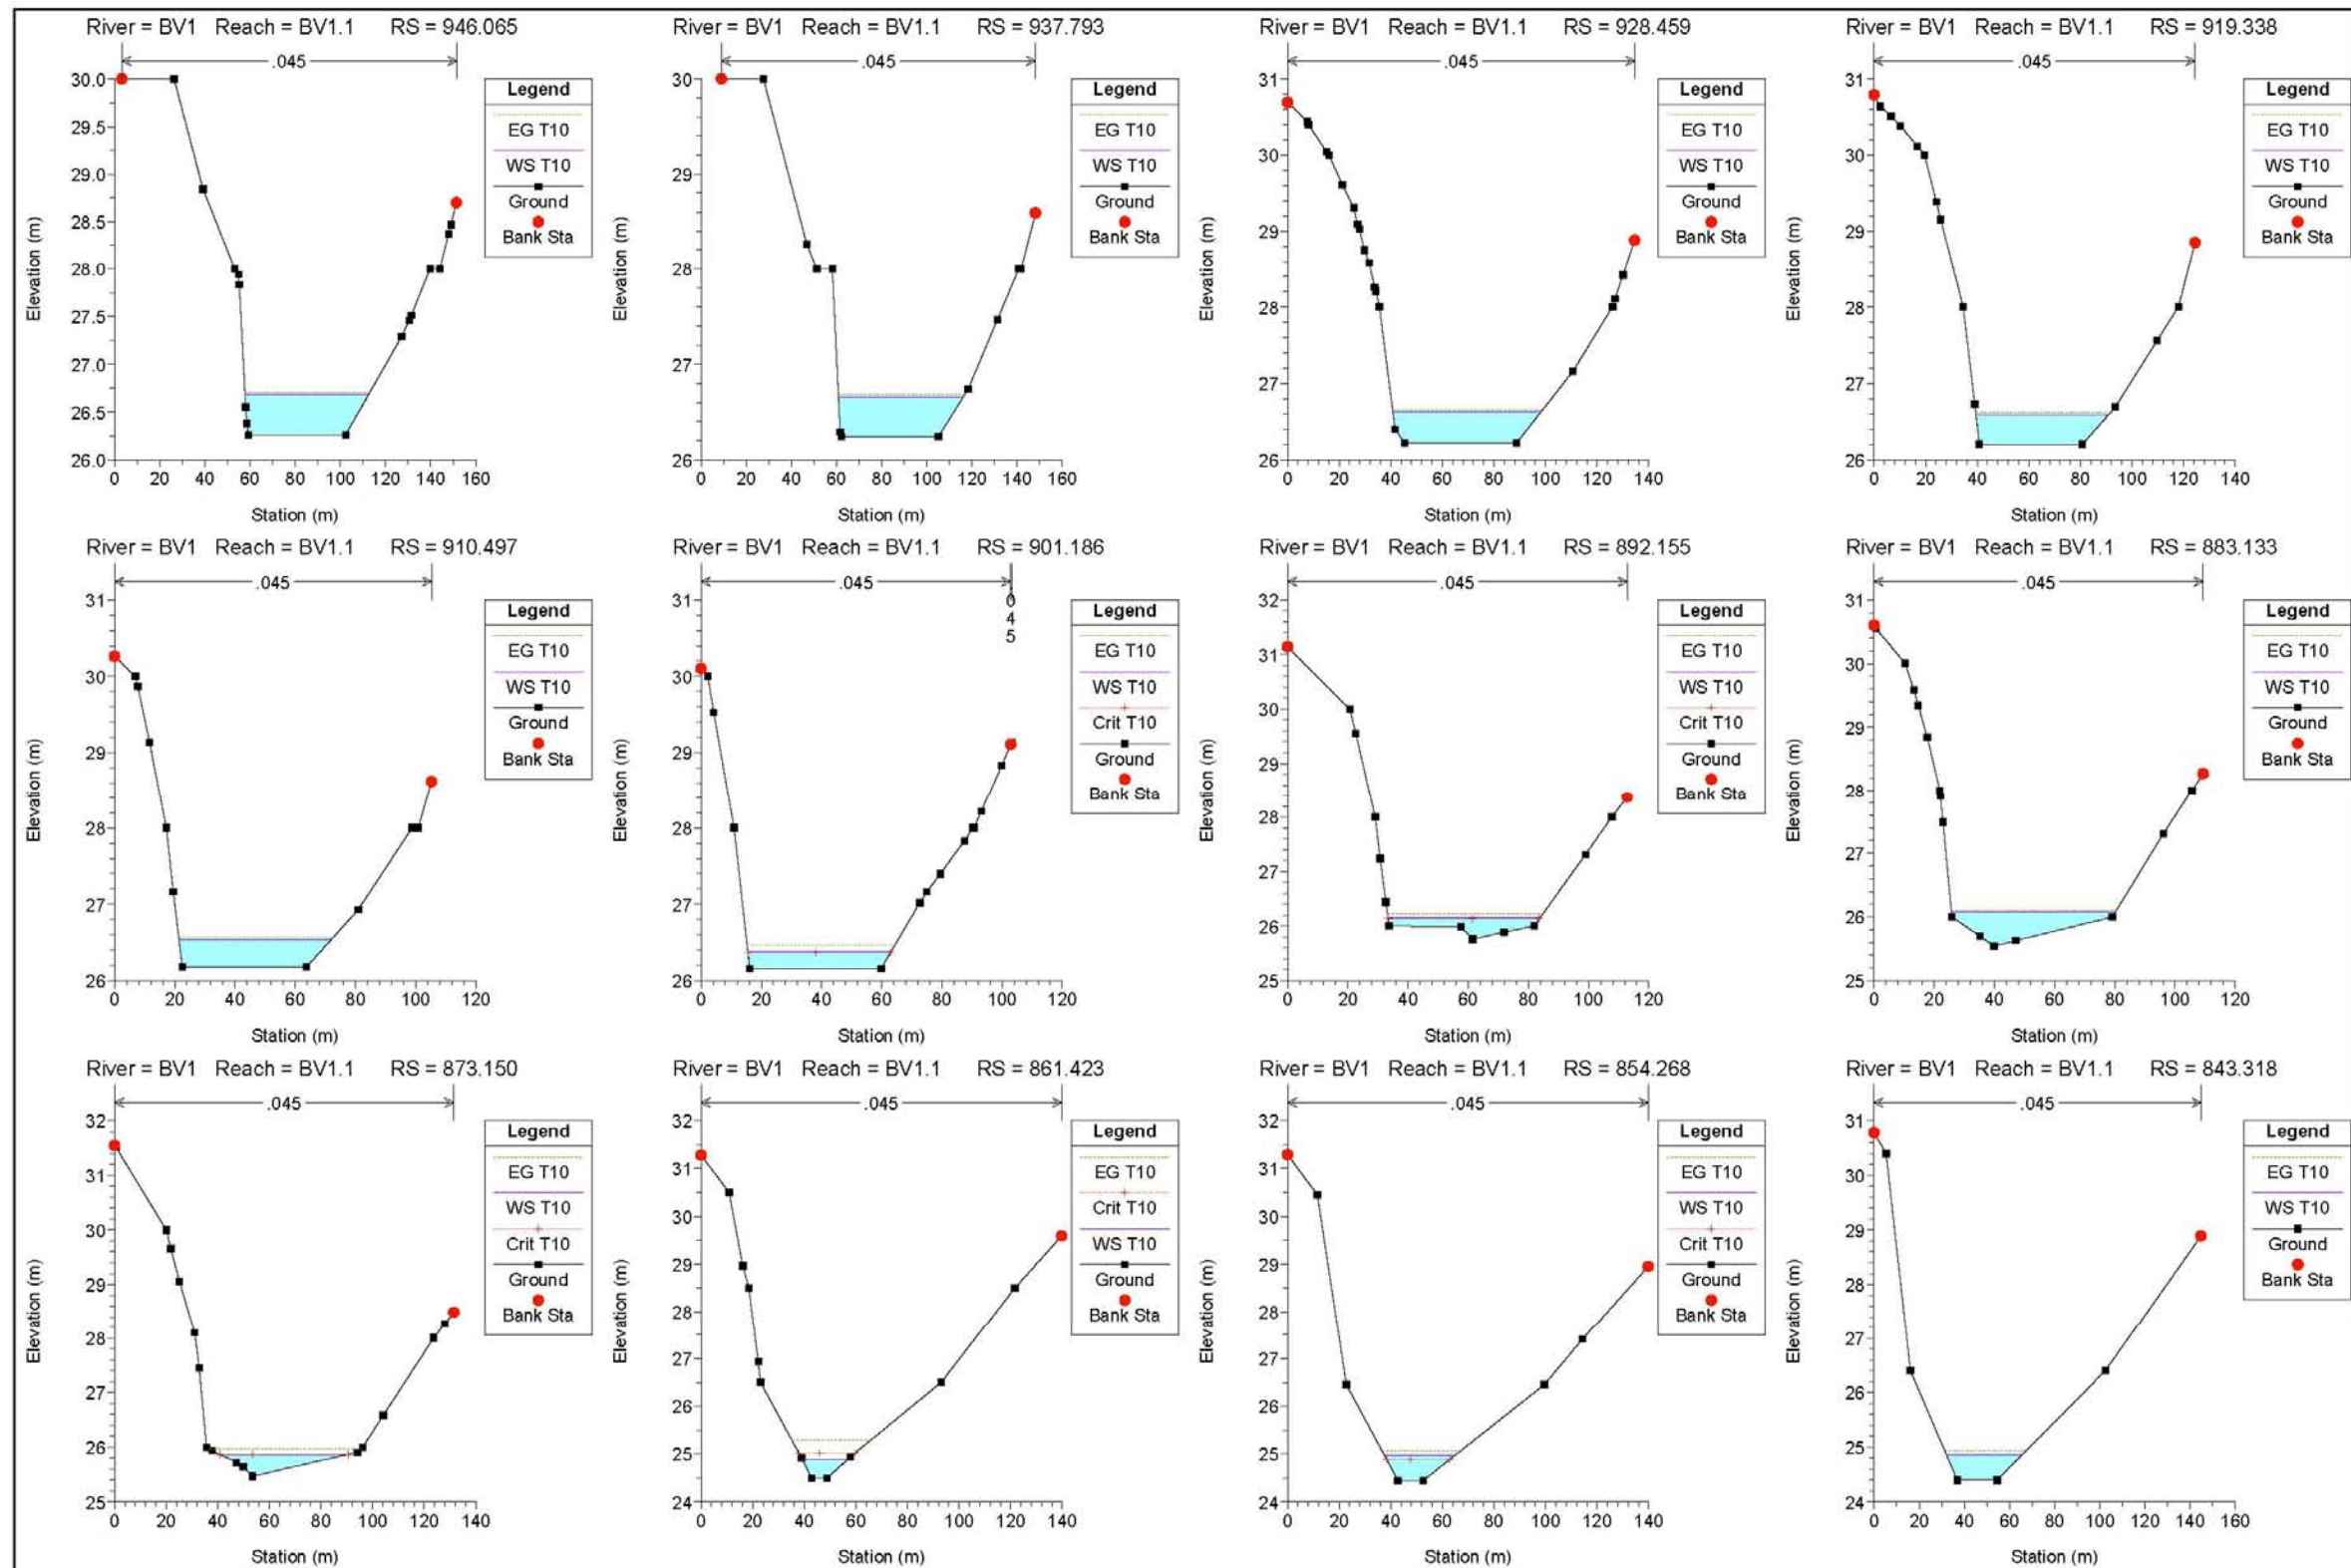 River = BV1 Reach = BV1.1 RS = 946.065
.045
Legend
EG T10
WS T10
Ground
Bank Sta
Elevation (m)
30.0
29.5
29.0
28.5
28.0
27.5
27.0
26.5
26.0
0 20 40 60 80 100 120 140 160
Station (m)
River = BV1 Reach = BV1.1 RS = 937.793
.045
Legend
EG T10
WS T10
Ground
Bank Sta
Elevation (m)
30
29
28
27
26
0 20 40 60 80 100 120 140 160
Station (m)
River = BV1 Reach = BV1.1 RS = 928.459
.045
Legend
EG T10
WS T10
Ground
Bank Sta
Elevation (m)
31
30
29
28
27
26
0 20 40 60 80 100 120 140
Station (m)
River = BV1 Reach = BV1.1 RS = 919.338
.045
Legend
EG T10
WS T10
Ground
Bank Sta
Elevation (m)
31
30
29
28
27
26
0 20 40 60 80 100 120 140
Station (m)
River = BV1 Reach = BV1.1 RS = 910.497
.045
Legend
EG T10
WS T10
Ground
Bank Sta
Elevation (m)
31
30
29
28
27
26
0 20 40 60 80 100 120
Station (m)
River = BV1 Reach = BV1.1 RS = 901.186
.045
0
4
5
Legend
EG T10
WS T10
Crit T10
Ground
Bank Sta
Elevation (m)
31
30
29
28
27
26
0 20 40 60 80 100 120
Station (m)
River = BV1 Reach = BV1.1 RS = 892.155
.045
Legend
EG T10
WS T10
Crit T10
Ground
Bank Sta
Elevation (m)
32
31
30
29
28
27
26
25
0 20 40 60 80 100 120
Station (m)
River = BV1 Reach = BV1.1 RS = 883.133
.045
Legend
EG T10
WS T10
Ground
Bank Sta
Elevation (m)
31
30
29
28
27
26
25
0 20 40 60 80 100 120
Station (m)
River = BV1 Reach = BV1.1 RS = 873.150
.045
Legend
EG T10
WS T10
Crit T10
Ground
Bank Sta
Elevation (m)
32
31
30
29
28
27
26
25
0 20 40 60 80 100 120 140
Station (m)
River = BV1 Reach = BV1.1 RS = 861.423
.045
Legend
EG T10
Crit T10
WS T10
Ground
Bank Sta
Elevation (m)
32
31
30
29
28
27
26
25
24
0 20 40 60 80 100 120 140
Station (m)
River = BV1 Reach = BV1.1 RS = 854.268
.045
Legend
EG T10
WS T10
Crit T10
Ground
Bank Sta
Elevation (m)
32
31
30
29
28
27
26
25
24
0 20 40 60 80 100 120 140
Station (m)
River = BV1 Reach = BV1.1 RS = 843.318
.045
Legend
EG T10
WS T10
Ground
Bank Sta
Elevation (m)
31
30
29
28
27
26
25
24
0 20 40 60 80 100 120 140 160
Station (m)